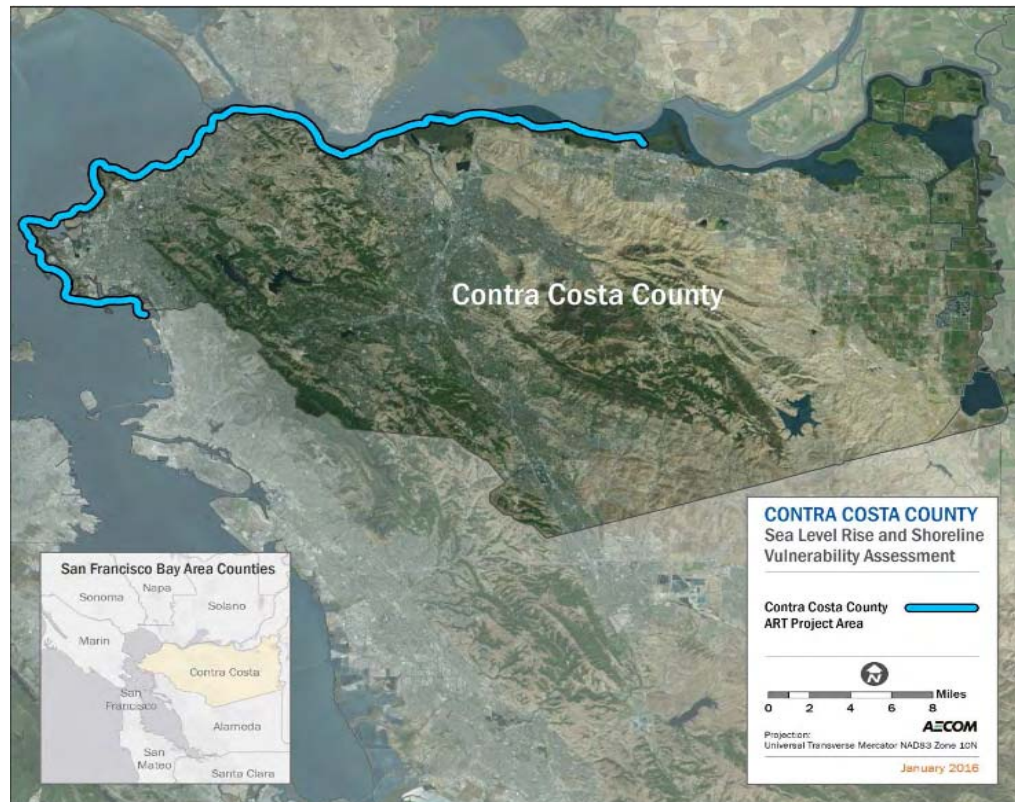 Contra Costa County
San Francisco Bay Area Counties
Napa
Sonoma
Solano
Marin
Contra Costa
San
Francisco
Alameda
San
Mateo
Santa Clara
CONTRA COSTA COUNTY
Sea Level Rise and Shoreline
Vulnerability Assessment
Contra Costa County
ART Project Area
N
Miles
0 2 4 6 8
AECOM
Projection:
Universal Transverse Mercator NAD83 Zone 10N
January 2016